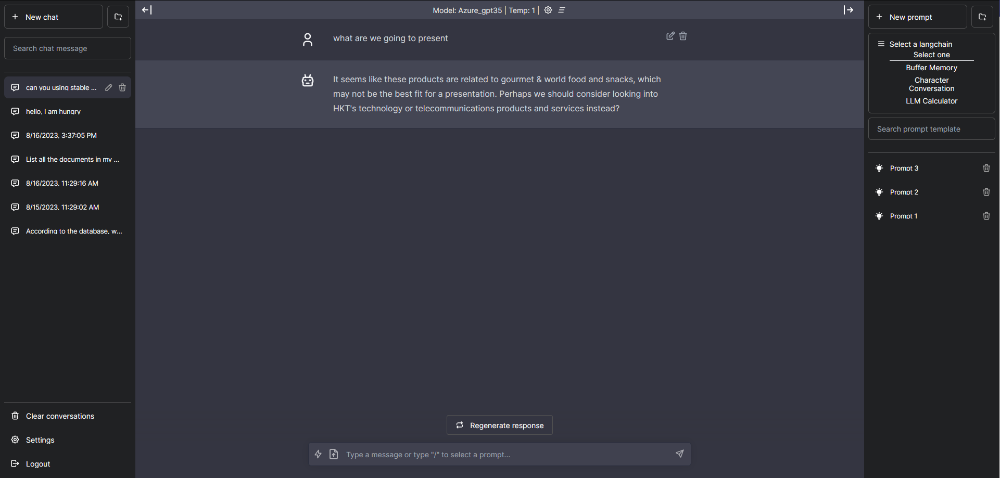 New chat
Search chat message
can you using stable ...
hello, I am hungry
8/16/2023, 3:37:05 PM
List all the documents in my ...
8/16/2023, 11:29:16 AM
8/15/2023, 11:29:02 AM
According to the database, w...
Clear conversations
Settings
Logout
Model: Azure_gpt35 | Temp: 1 |
what are we going to present
It seems like these products are related to gourmet & world food and snacks, which
may not be the best fit for a presentation. Perhaps we should consider looking into
HKT's technology or telecommunications products and services instead?
Regenerate response
Type a message or type "/" to select a prompt...
New prompt
Select a langchain
Select one
Buffer Memory
Character
Conversation
LLM Calculator
Search prompt template
Prompt 3
Prompt 2
Prompt 1